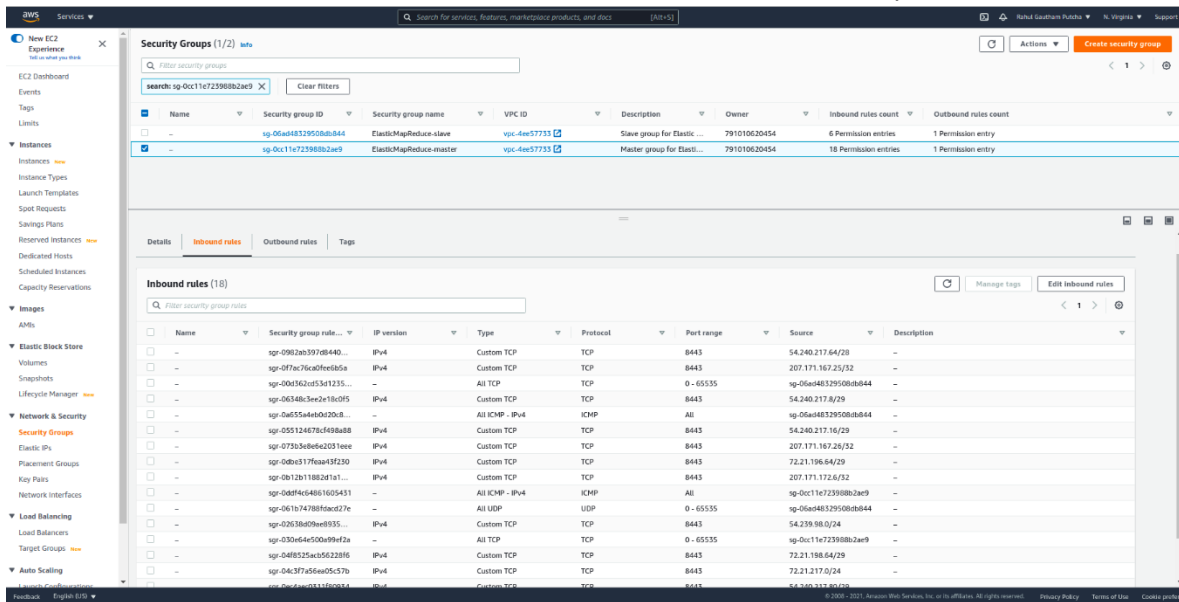 aws Services ▼ Search for services, features, marketplace products, and docs [Alt+S] Rahul Gautham Putcha ▼ N. Virginia ▼ Support
New EC2 Experience
Tell us what you think
EC2 Dashboard
Events
Tags
Limits
Instances
Instances New
Instance Types
Launch Templates
Spot Requests
Savings Plans
Reserved Instances New
Dedicated Hosts
Scheduled Instances
Capacity Reservations
Images
AMIs
Elastic Block Store
Volumes
Snapshots
Lifecycle Manager New
Network & Security
Security Groups
Elastic IPs
Placement Groups
Key Pairs
Network Interfaces
Load Balancing
Load Balancers
Target Groups New
Auto Scaling
Launch Configurations
Security Groups (1/2) Info Actions ▼ Create security group
Filter security groups < 1 >
search: sg-0cc11e723988b2ae9 X Clear filters
Name Security group ID Security group name VPC ID Description Owner Inbound rules count Outbound rules count
– sg-06ad48329508db844 ElasticMapReduce-slave vpc-4ee57733 Slave group for Elastic ... 791010620454 6 Permission entries 1 Permission entry
– sg-0cc11e723988b2ae9 ElasticMapReduce-master vpc-4ee57733 Master group for Elasti... 791010620454 18 Permission entries 1 Permission entry
Details Inbound rules Outbound rules Tags
Inbound rules (18) Manage tags Edit inbound rules
Filter security group rules < 1 >
Name Security group rule... IP version Type Protocol Port range Source Description
– sgr-0982ab397d8440... IPv4 Custom TCP TCP 8443 54.240.217.64/28 –
– sgr-0f7ac76ca0fee6b5a IPv4 Custom TCP TCP 8443 207.171.167.25/32 –
– sgr-00d362cd53d1235... – All TCP TCP 0 - 65535 sg-06ad48329508db844 –
– sgr-06348c3ee2e18c0f5 IPv4 Custom TCP TCP 8443 54.240.217.8/29 –
– sgr-0a655a4eb0d20c8... – All ICMP - IPv4 ICMP All sg-06ad48329508db844 –
– sgr-055124678cf498a88 IPv4 Custom TCP TCP 8443 54.240.217.16/29 –
– sgr-073b3e8e6e2031eee IPv4 Custom TCP TCP 8443 207.171.167.26/32 –
– sgr-0dbe317feaa43f230 IPv4 Custom TCP TCP 8443 72.21.196.64/29 –
– sgr-0b12b11882d1a1... IPv4 Custom TCP TCP 8443 207.171.172.6/32 –
– sgr-0ddf4c64861605431 – All ICMP - IPv4 ICMP All sg-0cc11e723988b2ae9 –
– sgr-061b74788fdacd27e – All UDP UDP 0 - 65535 sg-06ad48329508db844 –
– sgr-02638d09ae8935... IPv4 Custom TCP TCP 8443 54.239.98.0/24 –
– sgr-030e64e500a99ef2a – All TCP TCP 0 - 65535 sg-0cc11e723988b2ae9 –
– sgr-04f8525acb56228f6 IPv4 Custom TCP TCP 8443 72.21.198.64/29 –
– sgr-04c3f7a56ea05c57b IPv4 Custom TCP TCP 8443 72.21.217.0/24 –
IPv4 Custom TCP TCP 8443 54.240.217.80/29 –
Feedback English (US) ▼ © 2008 - 2021, Amazon Web Services, Inc. or its affiliates. All rights reserved. Privacy Policy Terms of Use Cookie